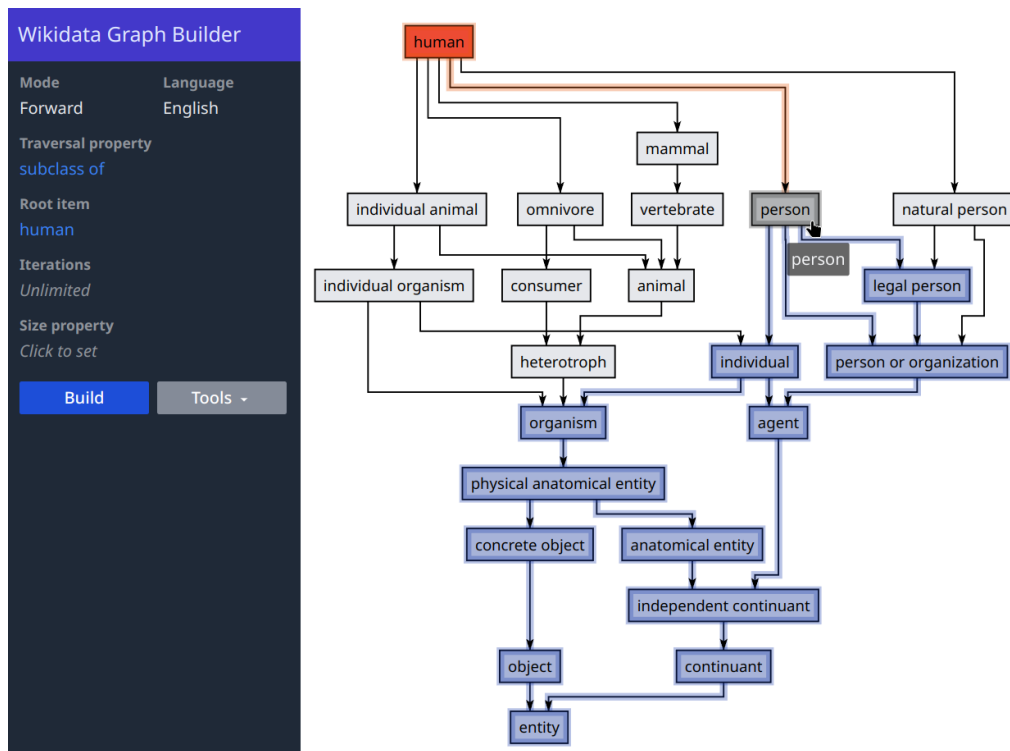 Wikidata Graph Builder
Mode
Language
Forward
English
Traversal property
subclass of
Root item
human
Iterations
Unlimited
Size property
Click to set
Build
Tools
human
mammal
individual animal
omnivore
vertebrate
person
natural person
person
individual organism
consumer
animal
legal person
heterotroph
individual
person or organization
organism
agent
physical anatomical entity
concrete object
anatomical entity
independent continuant
object
continuant
entity